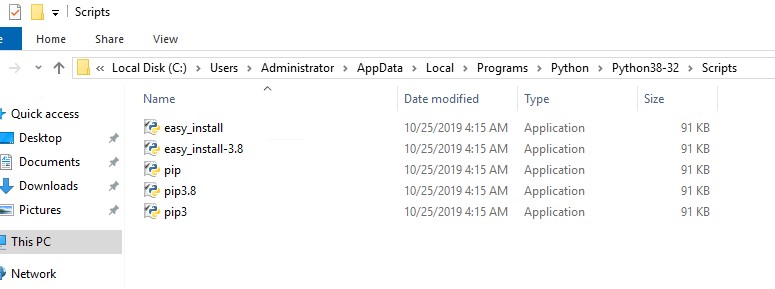 Scripts
Home Share View
« Local Disk (C:) › Users › Administrator › AppData › Local › Programs › Python › Python38-32 › Scripts
Name Date modified Type Size
Quick access
Desktop
Documents
Downloads
Pictures
This PC
Network
easy_install 10/25/2019 4:15 AM Application 91 KB
easy_install-3.8 10/25/2019 4:15 AM Application 91 KB
pip 10/25/2019 4:15 AM Application 91 KB
pip3.8 10/25/2019 4:15 AM Application 91 KB
pip3 10/25/2019 4:15 AM Application 91 KB